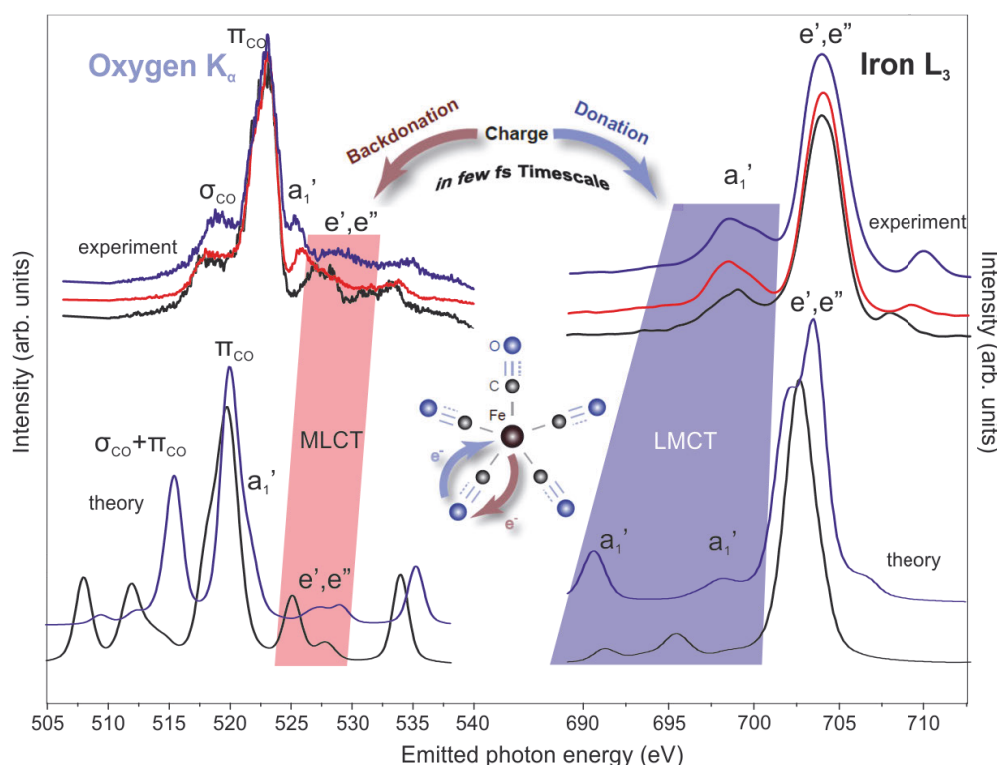 Oxygen Kα
πCO
σCO
a1’
e’,e”
experiment
Backdonation
Charge
Donation
in few fs Timescale
Iron L3
e’,e”
a1’
experiment
Intensity (arb. units)
Intensity (arb. units)
πCO
σCO+πCO
a1’
theory
MLCT
e’,e”
O
C
Fe
e-
e-
LMCT
e’,e”
a1’
a1’
theory
505 510 515 520 525 530 535 540 690 695 700 705 710
Emitted photon energy (eV)